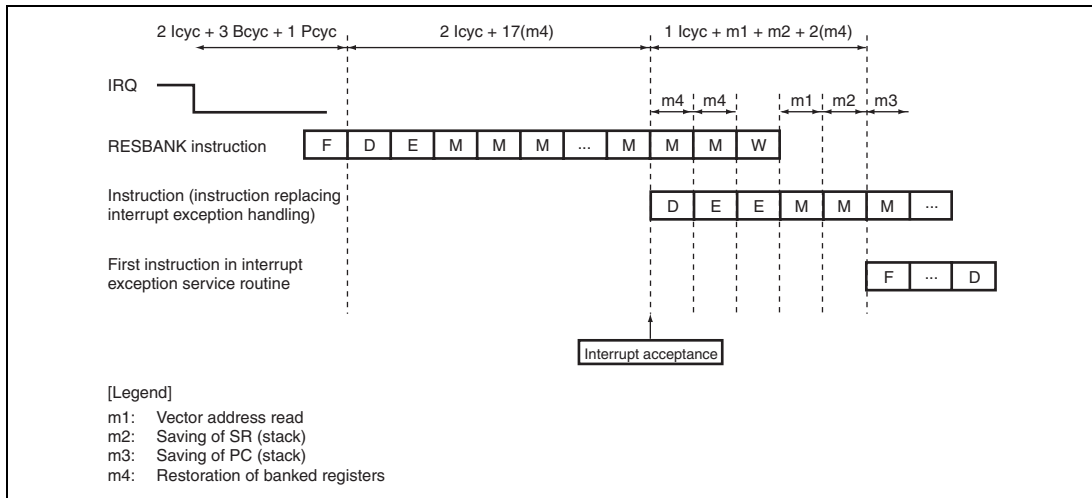 2 Icyc + 3 Bcyc + 1 Pcyc 2 Icyc + 17(m4) 1 Icyc + m1 + m2 + 2(m4)
IRQ
m4 m4 m1 m2 m3
RESBANK instruction F D E M M M ... M M M W
Instruction (instruction replacing
interrupt exception handling) D E E M M M ...
First instruction in interrupt
exception service routine F ... D
Interrupt acceptance
[Legend]
m1: Vector address read
m2: Saving of SR (stack)
m3: Saving of PC (stack)
m4: Restoration of banked registers